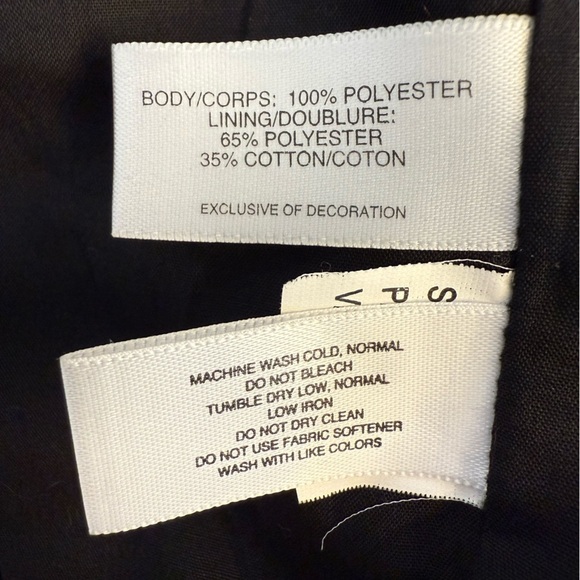 BODY/CORPS: 100% POLYESTER
LINING/DOUBLURE:
65% POLYESTER
35% COTTON/COTON
EXCLUSIVE OF DECORATION
S
P
V
MACHINE WASH COLD, NORMAL
DO NOT BLEACH
TUMBLE DRY LOW, NORMAL
LOW IRON
DO NOT DRY CLEAN
DO NOT USE FABRIC SOFTENER
WASH WITH LIKE COLORS